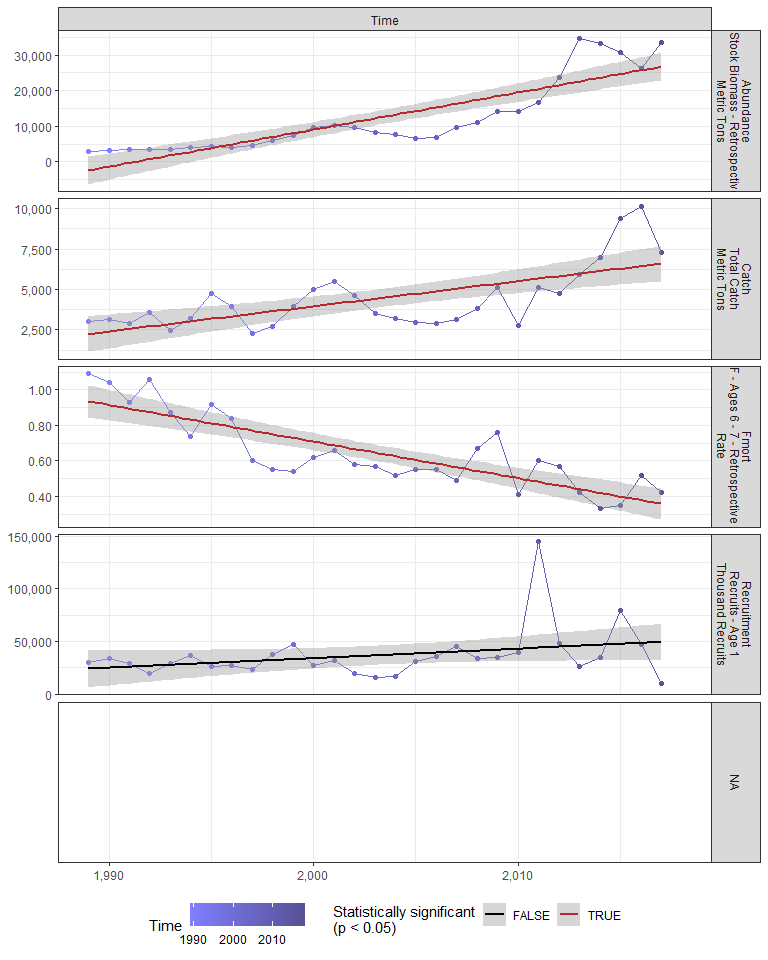 Time
30,000
20,000
10,000
0
Abundance
Stock Biomass - Retrospectiv
Metric Tons
10,000
7,500
5,000
2,500
Catch
Total Catch
Metric Tons
1.00
0.80
0.60
0.40
Fmort
F - Ages 6 - 7 - Retrospective
Rate
150,000
100,000
50,000
0
Recruitment
Recruits - Age 1
Thousand Recruits
NA
1,990
2,000
2,010
Time
1990 2000 2010
Statistically significant
(p < 0.05)
FALSE
TRUE